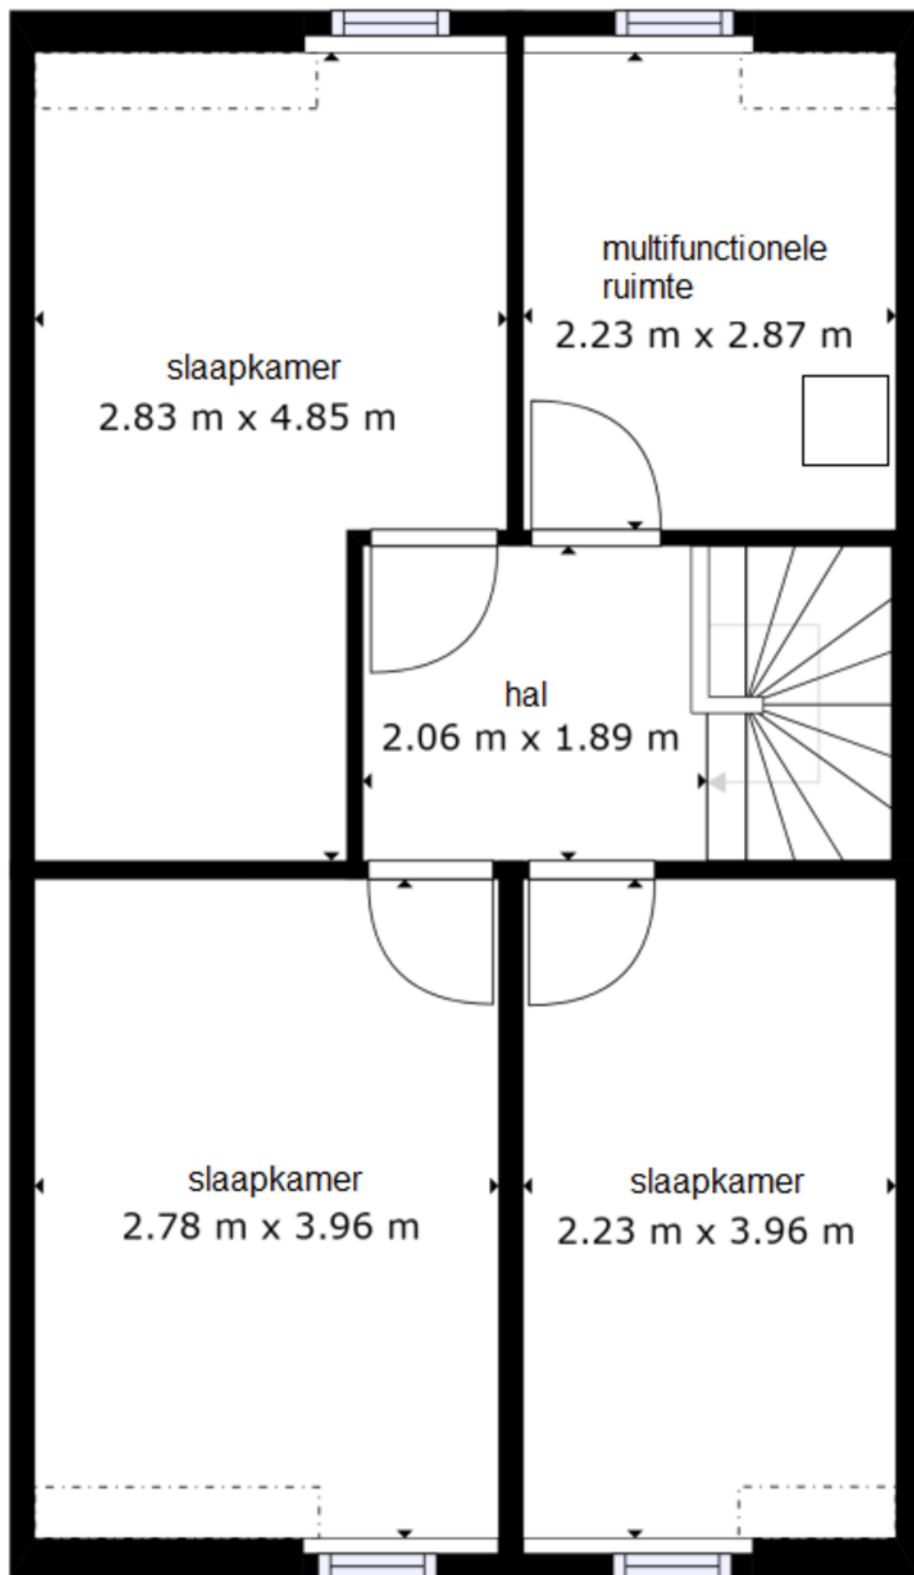 multifunctionele
ruimte
2.23 m x 2.87 m
slaapkamer
2.83 m x 4.85 m
hal
2.06 m x 1.89 m
slaapkamer
2.78 m x 3.96 m
slaapkamer
2.23 m x 3.96 m